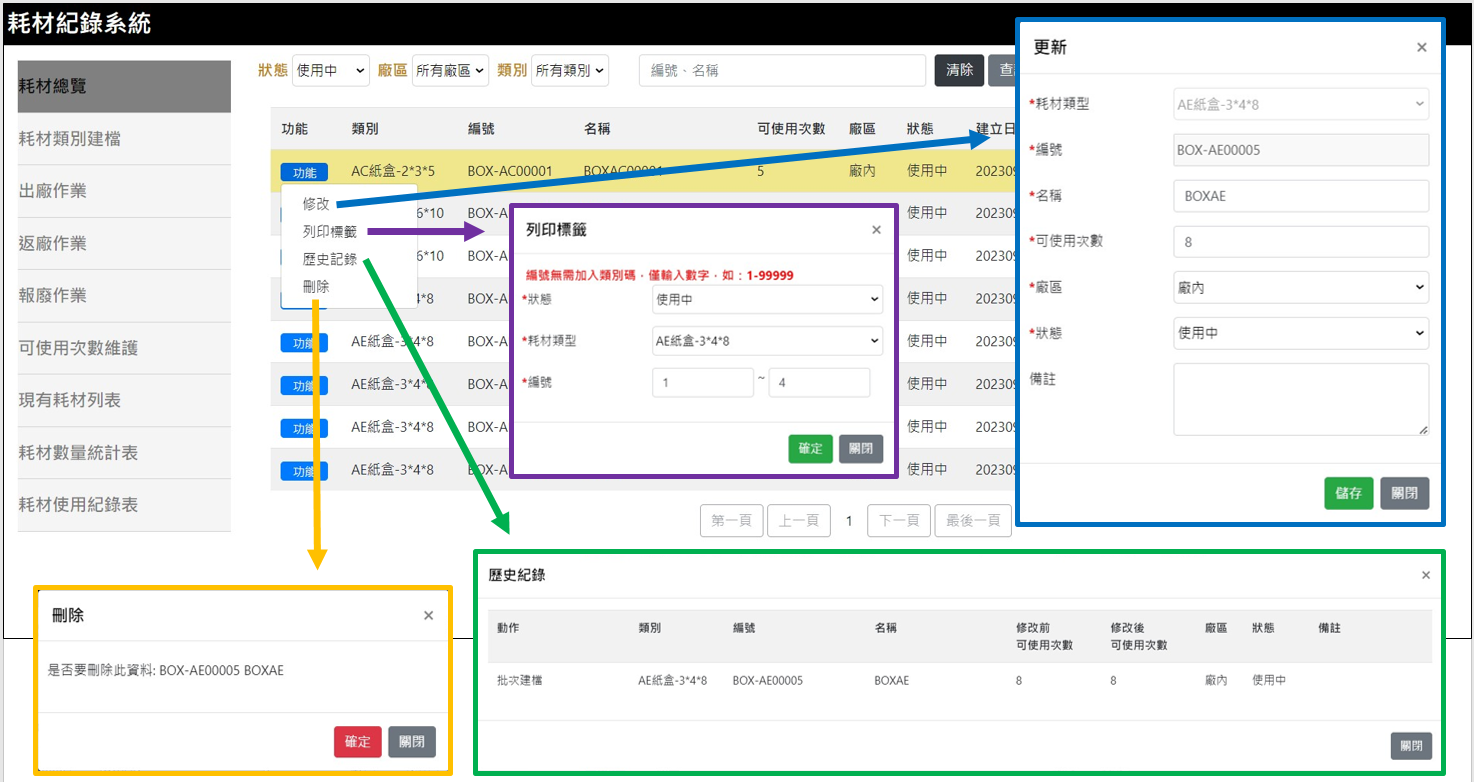 耗材紀錄系統
耗材總覽
耗材類別建檔
出廠作業
返廠作業
報廢作業
可使用次數維護
現有耗材列表
耗材數量統計表
耗材使用紀錄表
狀態 使用中 廠區 所有廠區 類別 所有類別 編號、名稱 清除
功能 類別 編號 名稱 可使用次數 廠區 狀態 建立日
功能 AC紙盒-2*3*5 BOX-AC00001 BOXAC00001 5 廠內 使用中 202309
6*10 BOX-A 使用中 202309
6*10 BOX-A 使用中 202309
4*8 BOX-A 使用中 202309
功能 AE紙盒-3*4*8 BOX-A 使用中 202309
功能 AE紙盒-3*4*8 BOX-A 使用中 202309
功能 AE紙盒-3*4*8 BOX-A 使用中 202309
功能 AE紙盒-3*4*8 BOX-A 使用中 202309
修改
列印標籤
歷史記錄
刪除
第一頁 上一頁 1 下一頁 最後一頁
列印標籤 ×
編號無需加入類別碼，僅輸入數字，如：1-99999
*狀態 使用中
*耗材類型 AE紙盒-3*4*8
*編號 1 ~ 4
確定 關閉
更新 ×
*耗材類型 AE紙盒-3*4*8
*編號 BOX-AE00005
*名稱 BOXAE
*可使用次數 8
*廠區 廠內
*狀態 使用中
備註
儲存 關閉
刪除 ×
是否要刪除此資料: BOX-AE00005 BOXAE
確定 關閉
歷史紀錄 ×
動作 類別 編號 名稱 修改前 修改後 廠區 狀態 備註
可使用次數 可使用次數
批次建檔 AE紙盒-3*4*8 BOX-AE00005 BOXAE 8 8 廠內 使用中
關閉